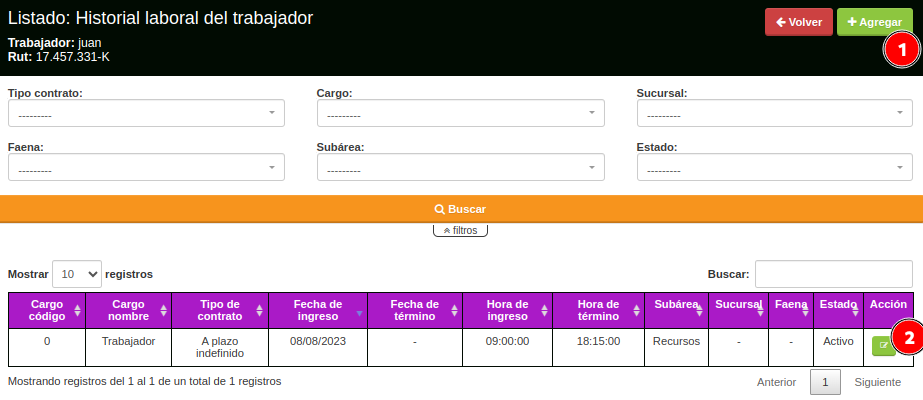 Listado: Historial laboral del trabajador
Volver
Agregar
Trabajador: juan
1
Rut: 17.457.331-K
Tipo contrato:
Cargo:
Sucursal:
---------
---------
---------
Faena:
Subárea:
Estado:
---------
---------
---------
Buscar
filtros
Mostrar 10 registros
Buscar:
Cargo código
Cargo nombre
Tipo de contrato
Fecha de ingreso
Fecha de término
Hora de ingreso
Hora de término
Subárea
Sucursal
Faena
Estado
Acción
0
Trabajador
A plazo indefinido
08/08/2023
-
09:00:00
18:15:00
Recursos
-
-
Activo
2
Mostrando registros del 1 al 1 de un total de 1 registros
Anterior
1
Siguiente